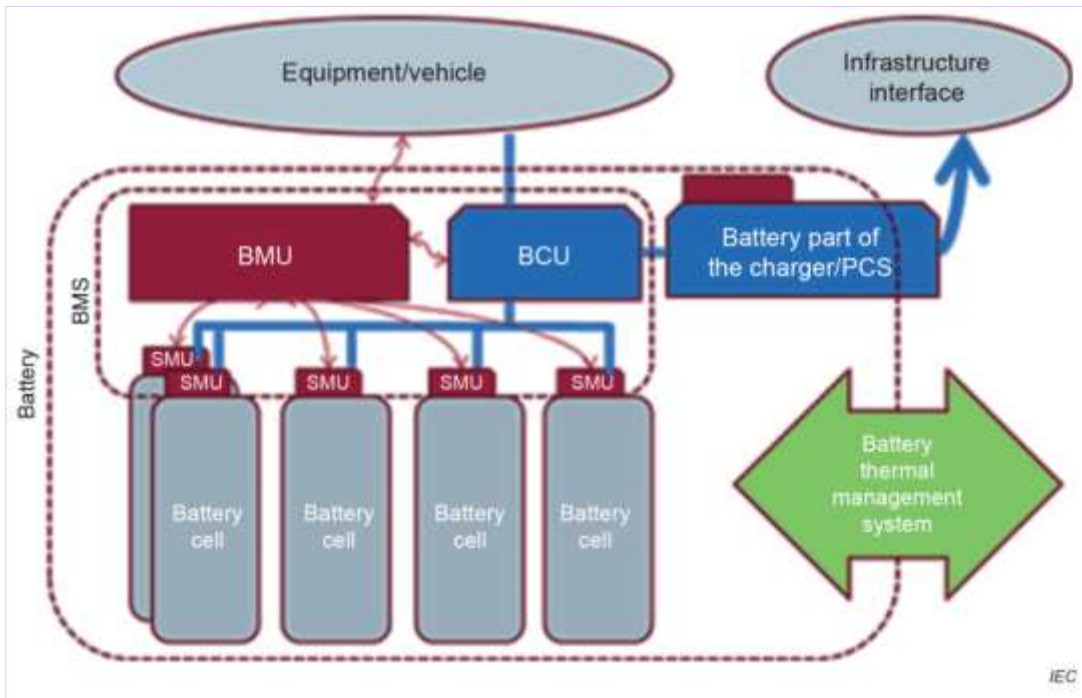 Equipment/vehicle
Infrastructure
interface
BMU
BCU
Battery part of
the charger/PCS
BMS
Battery
SMU
SMU
SMU
SMU
SMU
Battery
cell
Battery
cell
Battery
cell
Battery
cell
Battery
thermal
management
system
IEC